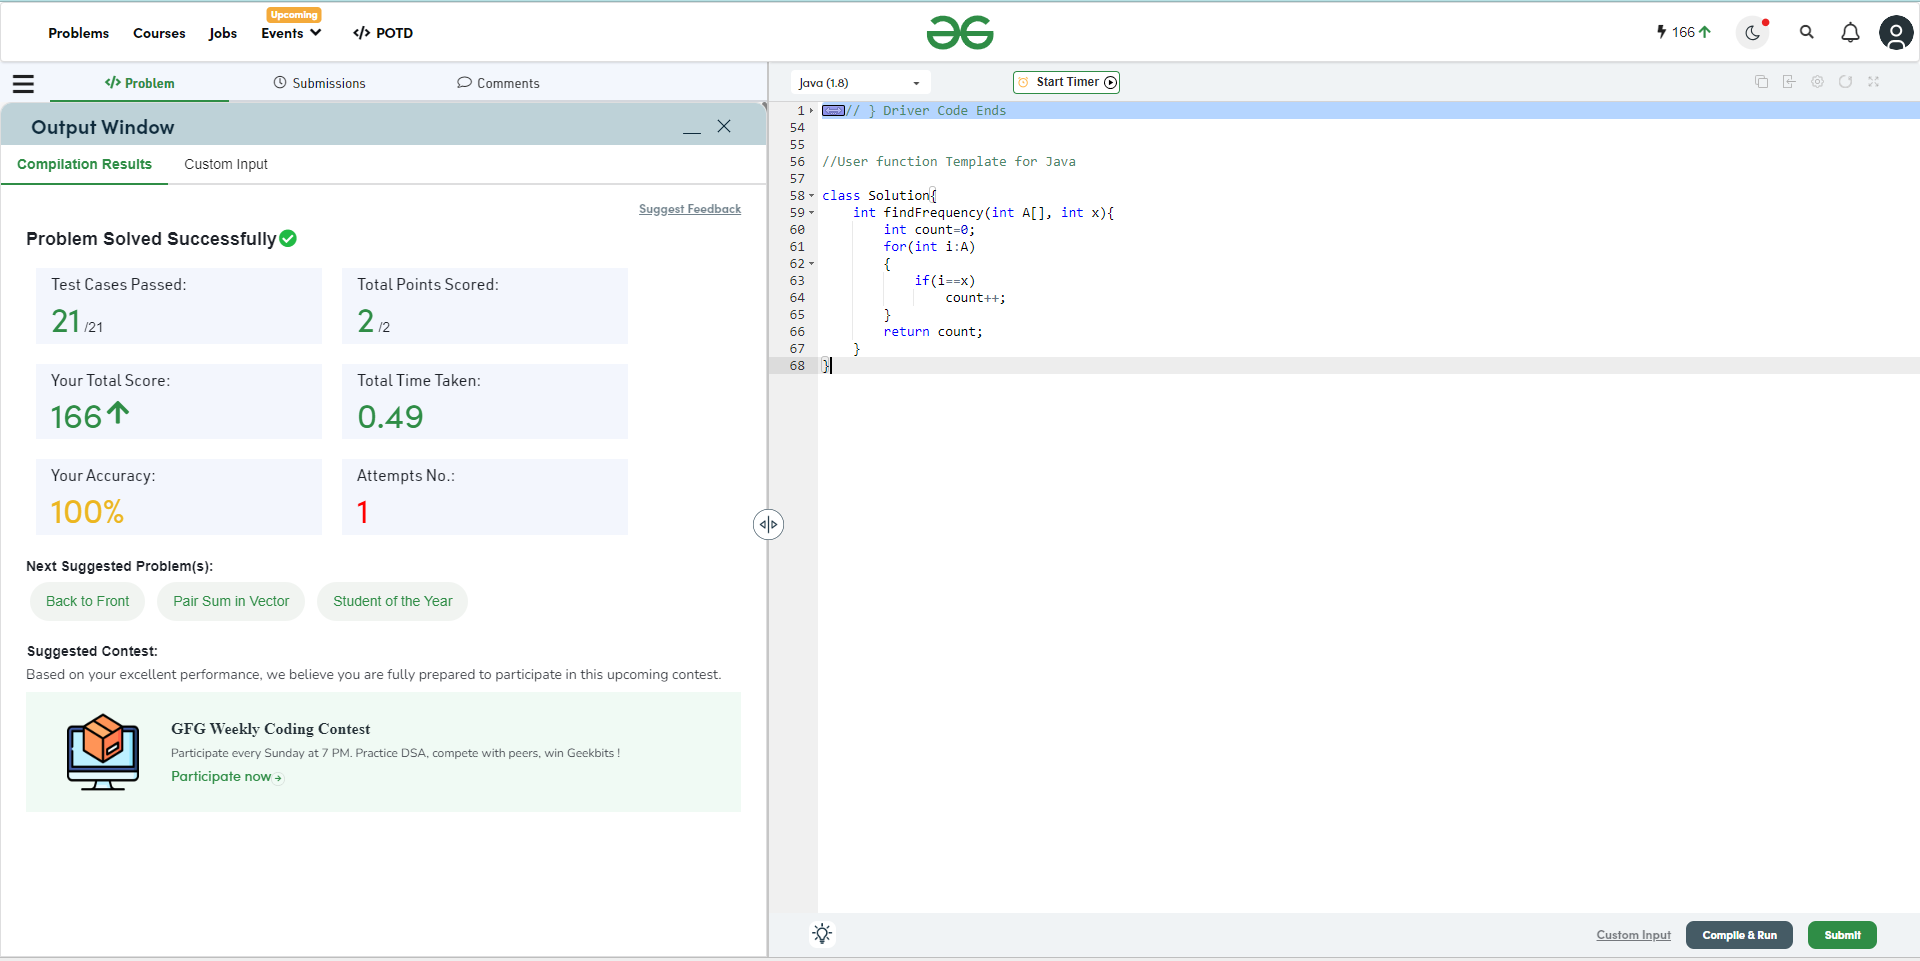 Upcoming
Problems Courses Jobs Events </> POTD
166
</> Problem Submissions Comments
Output Window
Compilation Results Custom Input
Suggest Feedback
Problem Solved Successfully
Test Cases Passed:
21 /21
Total Points Scored:
2 /2
Your Total Score:
166
Total Time Taken:
0.49
Your Accuracy:
100%
Attempts No.:
1
Next Suggested Problem(s):
Back to Front Pair Sum in Vector Student of the Year
Suggested Contest:
Based on your excellent performance, we believe you are fully prepared to participate in this upcoming contest.
GFG Weekly Coding Contest
Participate every Sunday at 7 PM. Practice DSA, compete with peers, win Geekbits !
Participate now
Java (1.8) Start Timer
1 // } Driver Code Ends
54
55
56 //User function Template for Java
57
58 class Solution{
59 int findFrequency(int A[], int x){
60 int count=0;
61 for(int i:A)
62 {
63 if(i==x)
64 count++;
65 }
66 return count;
67 }
68 }
Custom Input Compile & Run Submit